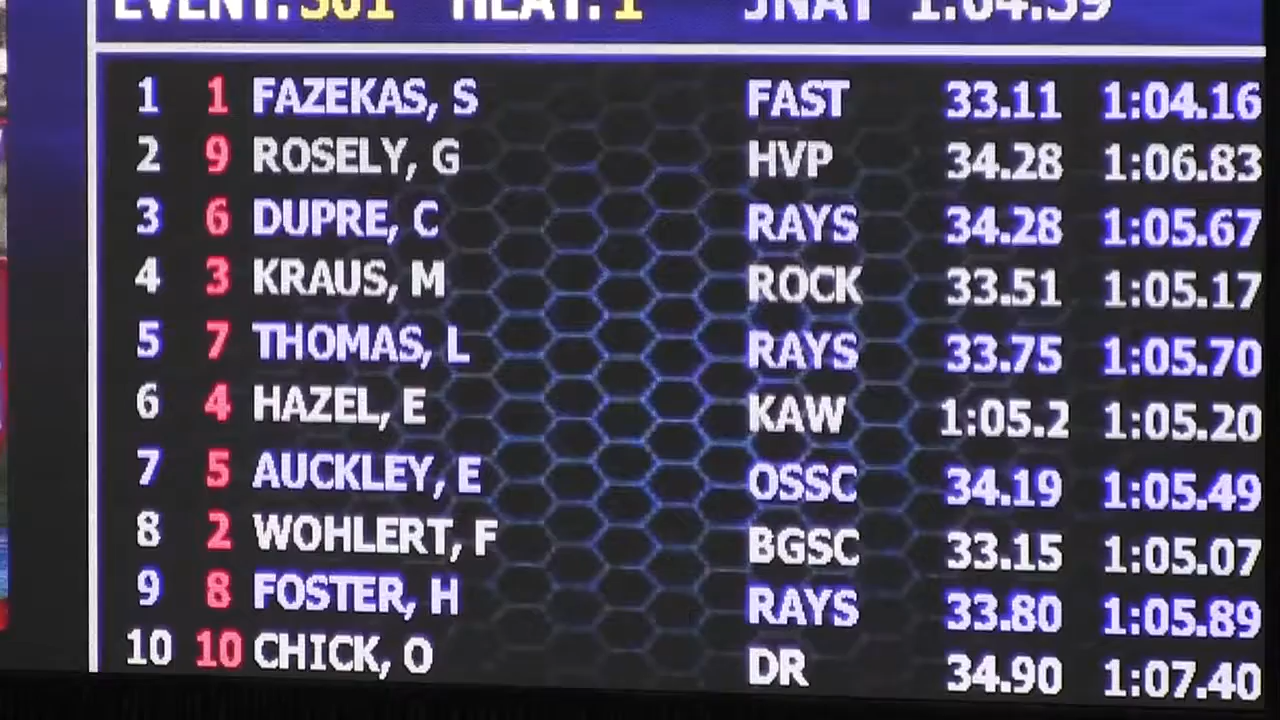 EVENT: HEAT: 1 JNAT
1 1 FAZEKAS, S FAST 33.11 1:04.16
2 9 ROSELY, G HVP 34.28 1:06.83
3 6 DUPRE, C RAYS 34.28 1:05.67
4 3 KRAUS, M ROCK 33.51 1:05.17
5 7 THOMAS, L RAYS 33.75 1:05.70
6 4 HAZEL, E KAW 1:05.2 1:05.20
7 5 AUCKLEY, E OSSC 34.19 1:05.49
8 2 WOHLERT, F BGSC 33.15 1:05.07
9 8 FOSTER, H RAYS 33.80 1:05.89
10 10 CHICK, O DR 34.90 1:07.40